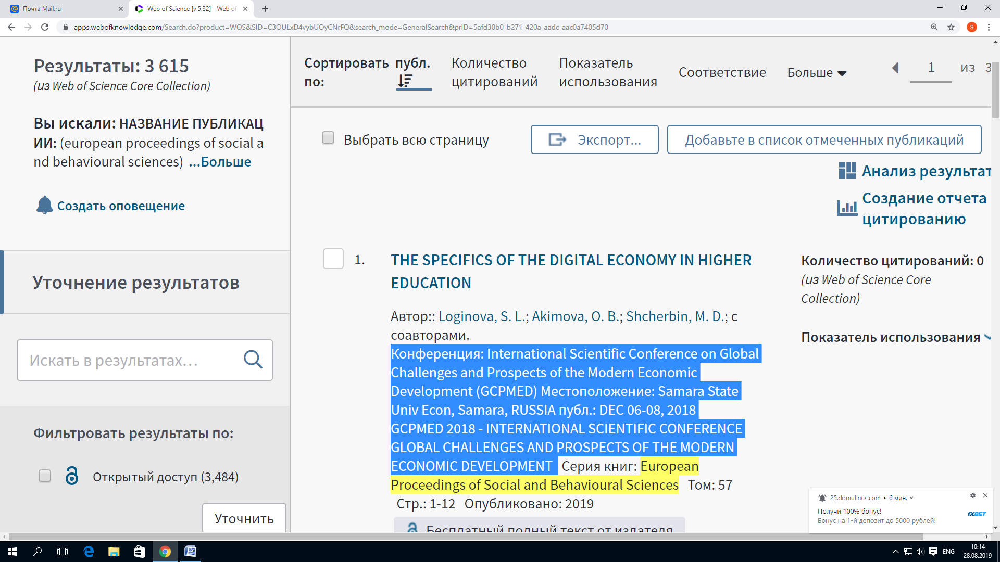 Почта Mail.ru
Web of Science [v.5.32] - Web of
apps.webofknowledge.com/Search.do?product=WOS&SID=C3OULxD4vybUOyCNrFQ&search_mode=GeneralSearch&prID=5afd30b0-b271-420a-aadc-aac0a7405d70
S
Результаты: 3 615
(из Web of Science Core Collection)
Вы искали: НАЗВАНИЕ ПУБЛИКАЦ
ИИ: (european proceedings of social a
nd behavioural sciences) ...Больше
Создать оповещение
Уточнение результатов
Искать в результатах...
Фильтровать результаты по:
Открытый доступ (3,484)
Уточнить
Сортировать по:
публ.
Количество цитирований
Показатель использования
Соответствие
Больше
1 из 3
Выбрать всю страницу
Экспорт...
Добавьте в список отмеченных публикаций
Анализ результат
Создание отчета
цитированию
1.
THE SPECIFICS OF THE DIGITAL ECONOMY IN HIGHER
EDUCATION
Автор:: Loginova, S. L.; Akimova, O. B.; Shcherbin, M. D.; с
соавторами.
Конференция: International Scientific Conference on Global
Challenges and Prospects of the Modern Economic
Development (GCPMED) Местоположение: Samara State
Univ Econ, Samara, RUSSIA публ.: DEC 06-08, 2018
GCPMED 2018 - INTERNATIONAL SCIENTIFIC CONFERENCE
GLOBAL CHALLENGES AND PROSPECTS OF THE MODERN
ECONOMIC DEVELOPMENT Серия книг: European
Proceedings of Social and Behavioural Sciences Том: 57
Стр.: 1-12 Опубликовано: 2019
Бесплатный полный текст от издателя
Количество цитирований: 0
(из Web of Science Core
Collection)
Показатель использования
25.domulinus.com • 6 мин.
Получи 100% бонус!
Бонус на 1-й депозит до 5000 рублей!
1XBET
ENG
10:14
28.08.2019